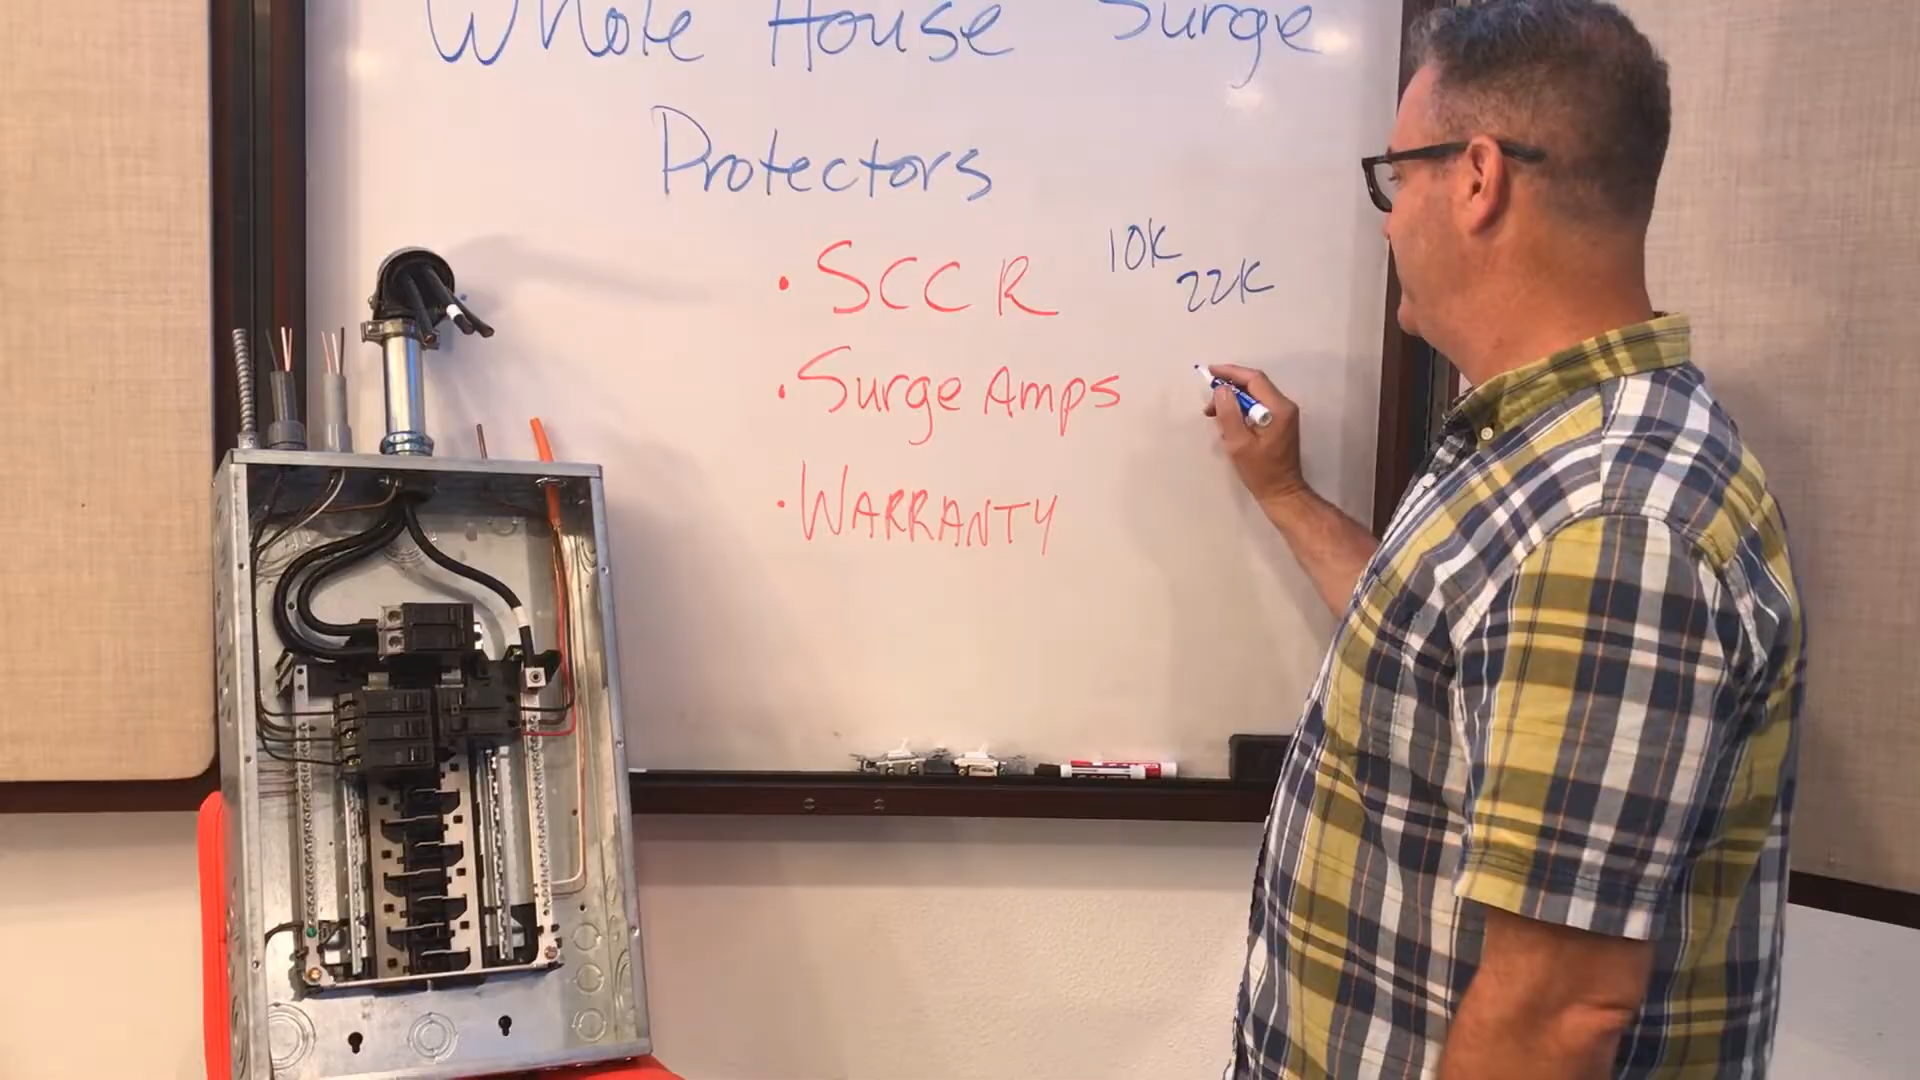 Whole House Surge
Protectors
• SCCR 10K
22K
• Surge Amps
• WARRANTY